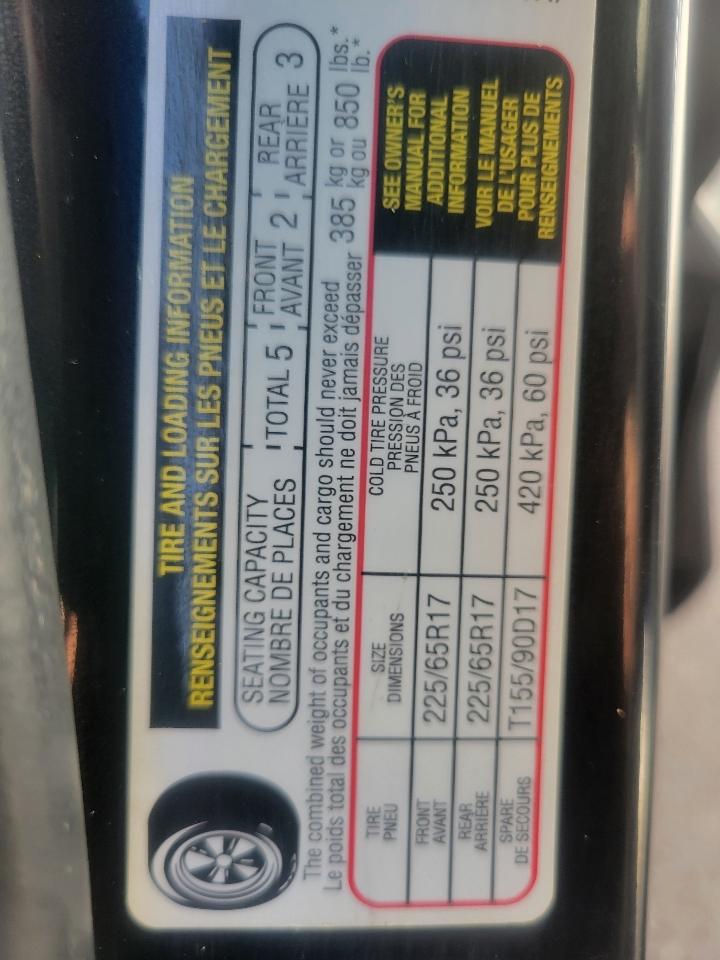 TIRE AND LOADING INFORMATION
RENSEIGNEMENTS SUR LES PNEUS ET LE CHARGEMENT
SEATING CAPACITY
NOMBRE DE PLACES
TOTAL 5
FRONT
AVANT 2
REAR
ARRIÈRE 3
The combined weight of occupants and cargo should never exceed
Le poids total des occupants et du chargement ne doit jamais dépasser
385 kg or 850 lbs.*
kg ou lb.*
TIRE
PNEU
SIZE
DIMENSIONS
COLD TIRE PRESSURE
PRESSION DES
PNEUS À FROID
FRONT
AVANT
225/65R17
250 kPa, 36 psi
REAR
ARRIÈRE
225/65R17
250 kPa, 36 psi
SPARE
DE SECOURS
T155/90D17
420 kPa, 60 psi
SEE OWNER'S
MANUAL FOR
ADDITIONAL
INFORMATION
VOIR LE MANUEL
DE L'USAGER
POUR PLUS DE
RENSEIGNEMENTS